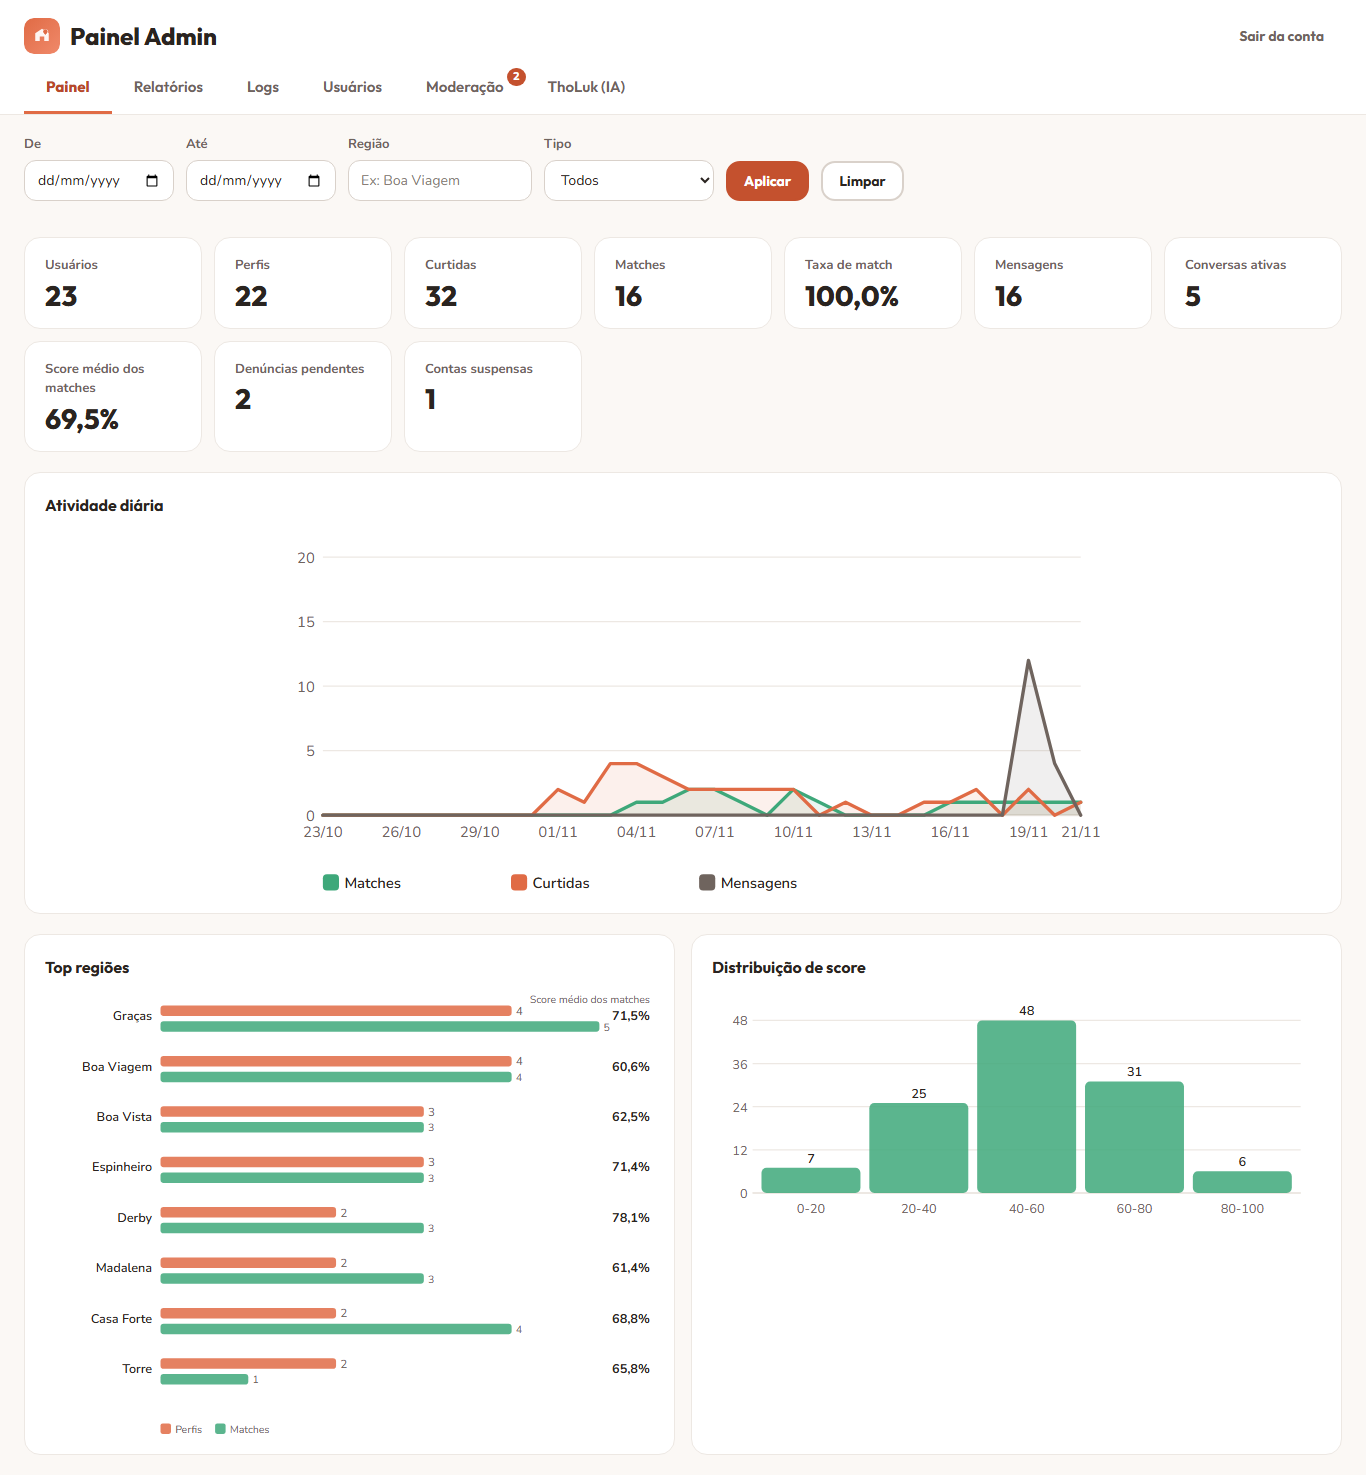 Painel Admin
Sair da conta
Painel
Relatórios
Logs
Usuários
Moderação
2
ThoLuk (IA)
De
Até
Região
Tipo
dd/mm/yyyy
dd/mm/yyyy
Ex: Boa Viagem
Todos
Aplicar
Limpar
Usuários
23
Perfis
22
Curtidas
32
Matches
16
Taxa de match
100,0%
Mensagens
16
Conversas ativas
5
Score médio dos
matches
69,5%
Denúncias pendentes
2
Contas suspensas
1
Atividade diária
20
15
10
5
0
23/10
26/10
29/10
01/11
04/11
07/11
10/11
13/11
16/11
19/11
21/11
Matches
Curtidas
Mensagens
Top regiões
Score médio dos matches
Graças
4
5
71,5%
Boa Viagem
4
4
60,6%
Boa Vista
3
3
62,5%
Espinheiro
3
3
71,4%
Derby
2
3
78,1%
Madalena
2
3
61,4%
Casa Forte
2
4
68,8%
Torre
2
1
65,8%
Perfis
Matches
Distribuição de score
48
36
24
12
0
7
25
48
31
6
0-20
20-40
40-60
60-80
80-100